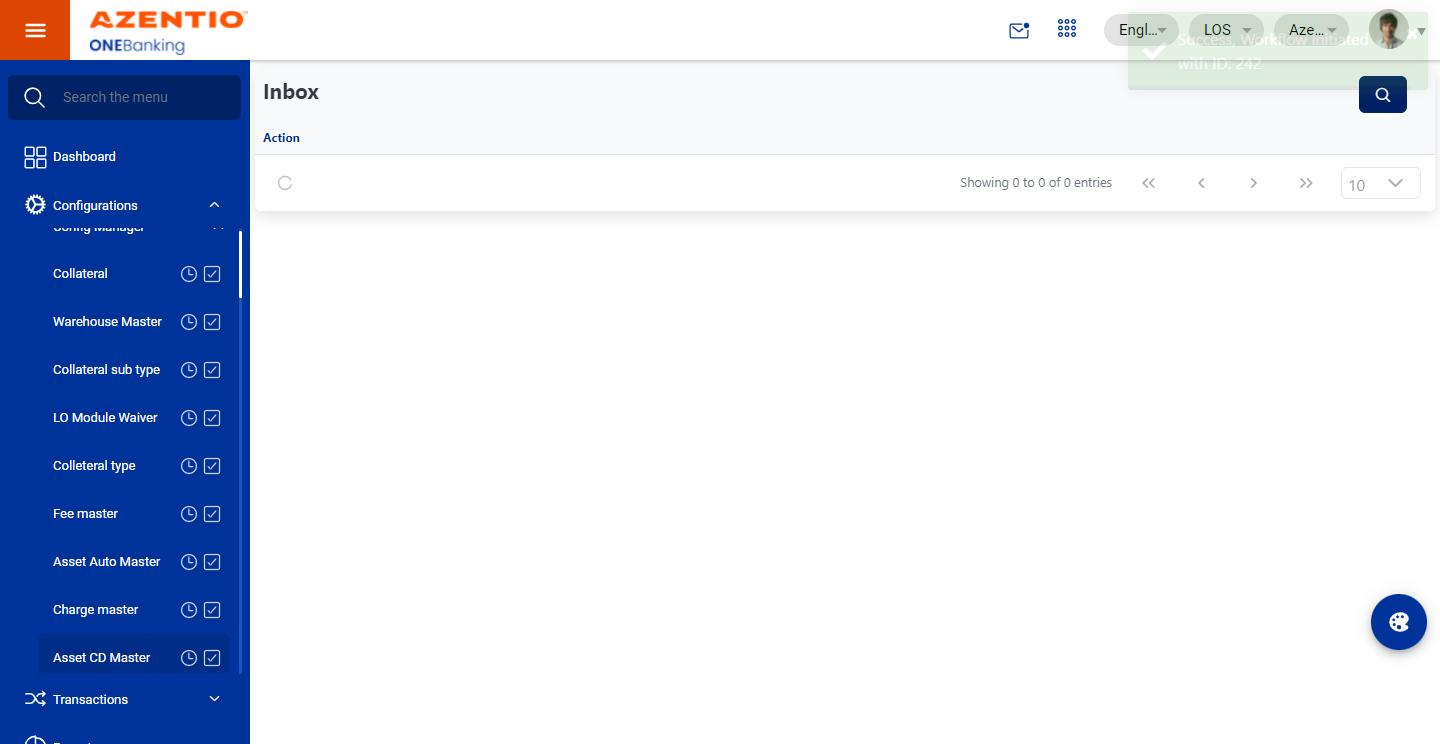 AZENTIO™
ONEBanking
Engl...
LOS
Aze...
Success, Workflow Initiated
with ID: 242
Search the menu
Dashboard
Configurations
Config Manager
Collateral
Warehouse Master
Collateral sub type
LO Module Waiver
Colleteral type
Fee master
Asset Auto Master
Charge master
Asset CD Master
Transactions
Inbox
Action
Showing 0 to 0 of 0 entries
10